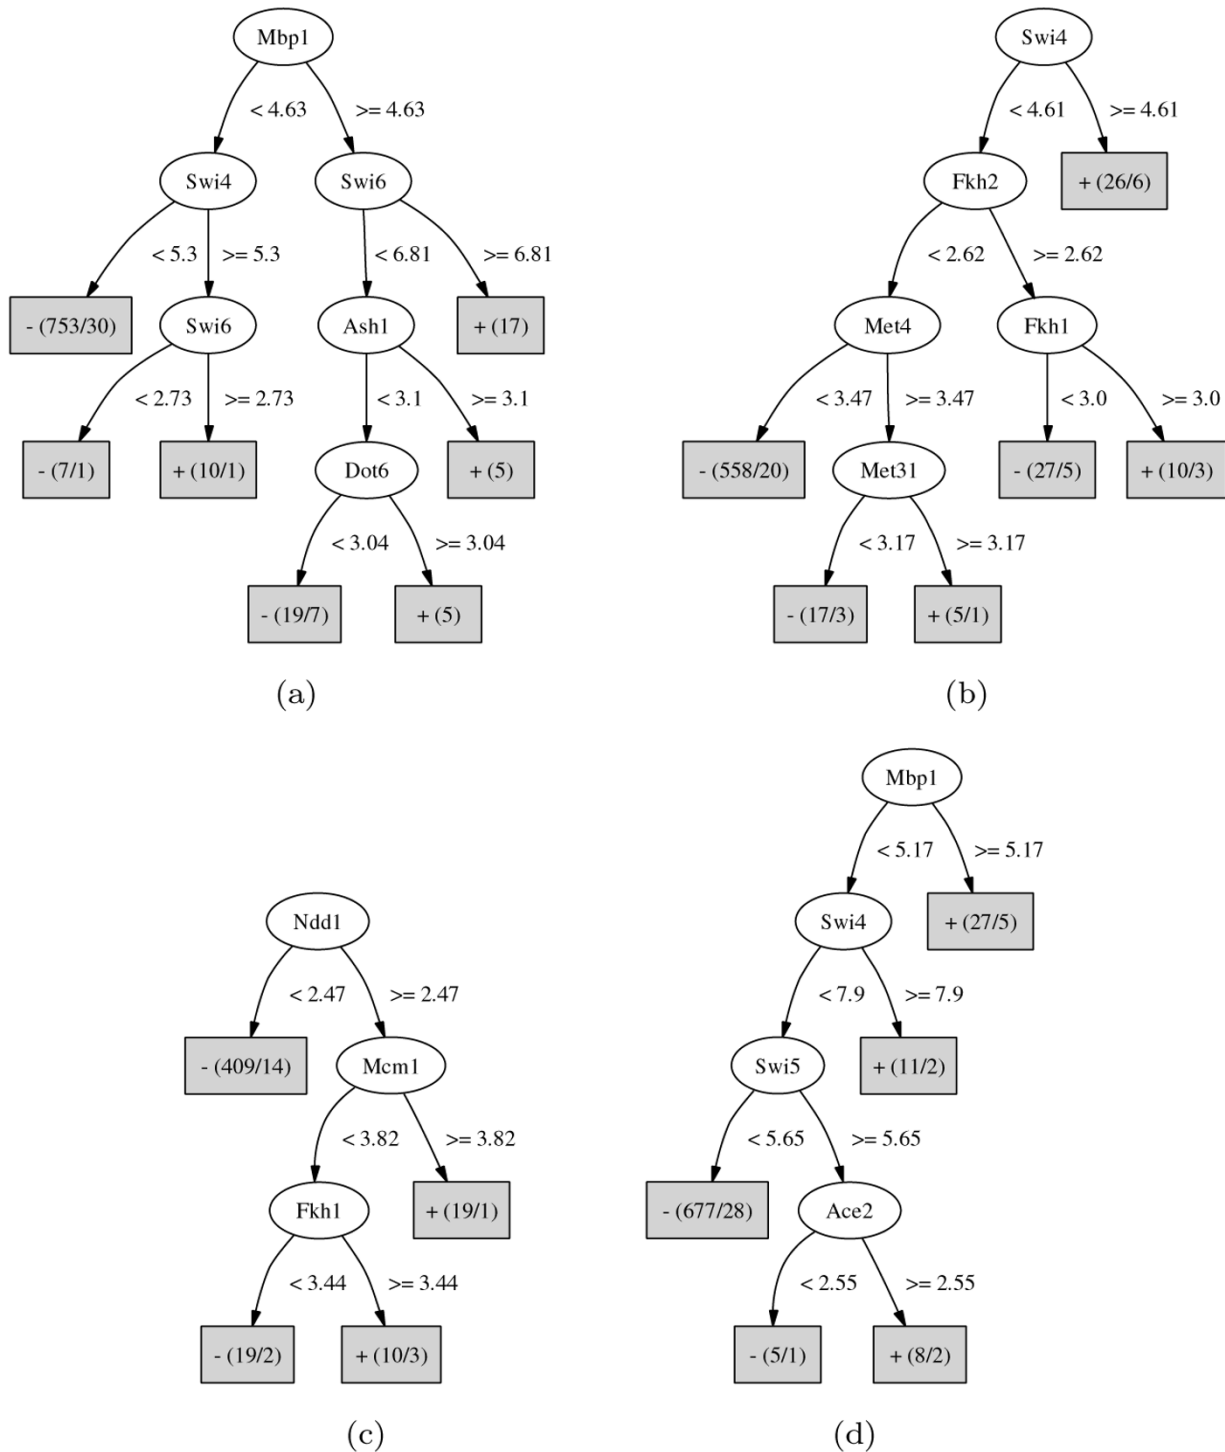 Mbp1
< 4.63 >= 4.63
Swi4 Swi6
< 5.3 >= 5.3 < 6.81 >= 6.81
- (753/30) Swi6 Ash1 + (17)
< 2.73 >= 2.73 < 3.1 >= 3.1
- (7/1) + (10/1) Dot6 + (5)
< 3.04 >= 3.04
- (19/7) + (5)
(a)
Swi4
< 4.61 >= 4.61
Fkh2 + (26/6)
< 2.62 >= 2.62
Met4 Fkh1
< 3.47 >= 3.47 < 3.0 >= 3.0
- (558/20) Met31 - (27/5) + (10/3)
< 3.17 >= 3.17
- (17/3) + (5/1)
(b)
Ndd1
< 2.47 >= 2.47
- (409/14) Mcm1
< 3.82 >= 3.82
Fkh1 + (19/1)
< 3.44 >= 3.44
- (19/2) + (10/3)
(c)
Mbp1
< 5.17 >= 5.17
Swi4 + (27/5)
< 7.9 >= 7.9
Swi5 + (11/2)
< 5.65 >= 5.65
- (677/28) Ace2
< 2.55 >= 2.55
- (5/1) + (8/2)
(d)